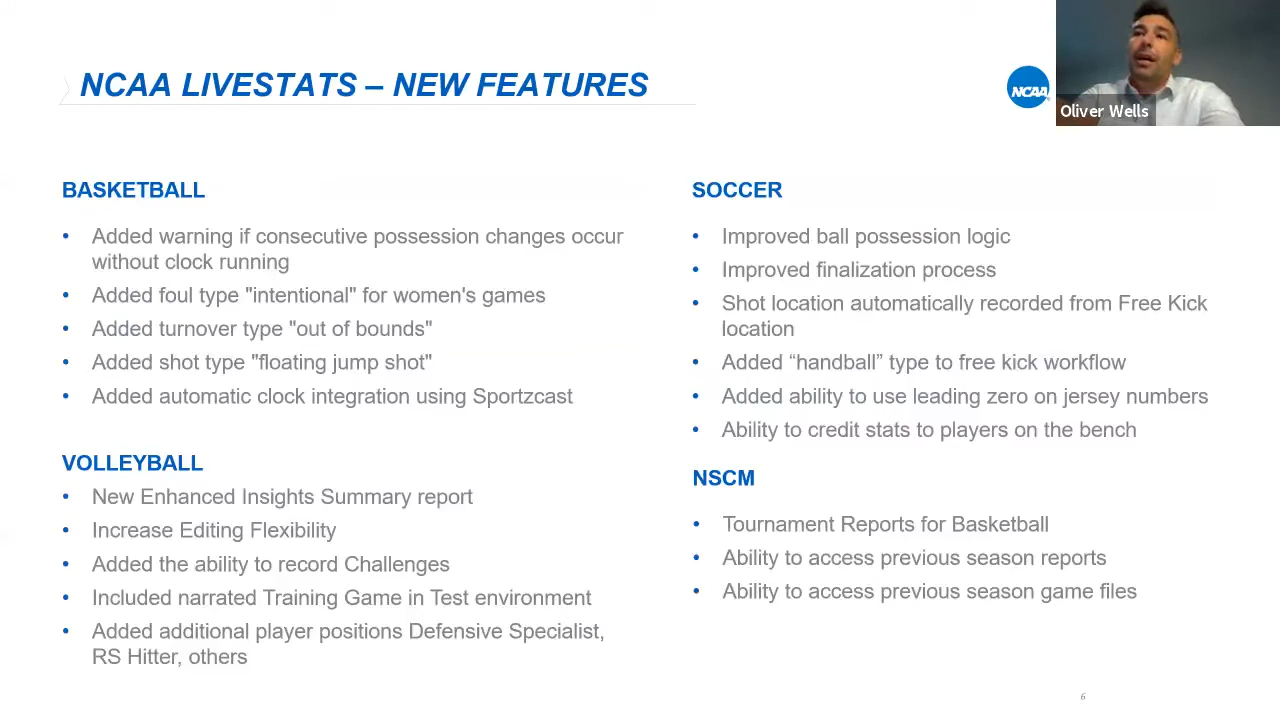 NCAA LIVESTATS – NEW FEATURES
NCAA
Oliver Wells
BASKETBALL
• Added warning if consecutive possession changes occur
without clock running
• Added foul type "intentional" for women's games
• Added turnover type "out of bounds"
• Added shot type "floating jump shot"
• Added automatic clock integration using Sportzcast
VOLLEYBALL
• New Enhanced Insights Summary report
• Increase Editing Flexibility
• Added the ability to record Challenges
• Included narrated Training Game in Test environment
• Added additional player positions Defensive Specialist,
RS Hitter, others
SOCCER
• Improved ball possession logic
• Improved finalization process
• Shot location automatically recorded from Free Kick
location
• Added “handball” type to free kick workflow
• Added ability to use leading zero on jersey numbers
• Ability to credit stats to players on the bench
NSCM
• Tournament Reports for Basketball
• Ability to access previous season reports
• Ability to access previous season game files
6